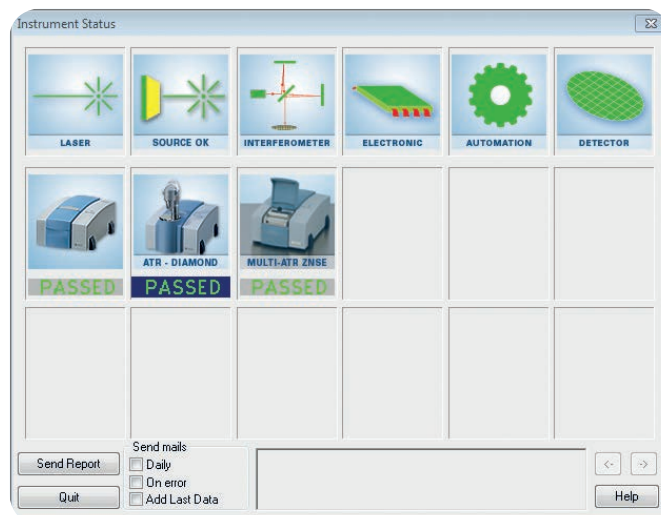 Instrument Status
LASER
SOURCE OK
INTERFEROMETER
ELECTRONIC
AUTOMATION
DETECTOR
ATR - DIAMOND
MULTI-ATR ZNSE
PASSED
PASSED
PASSED
Send Report
Quit
Send mails
Daily
On error
Add Last Data
<-
->
Help